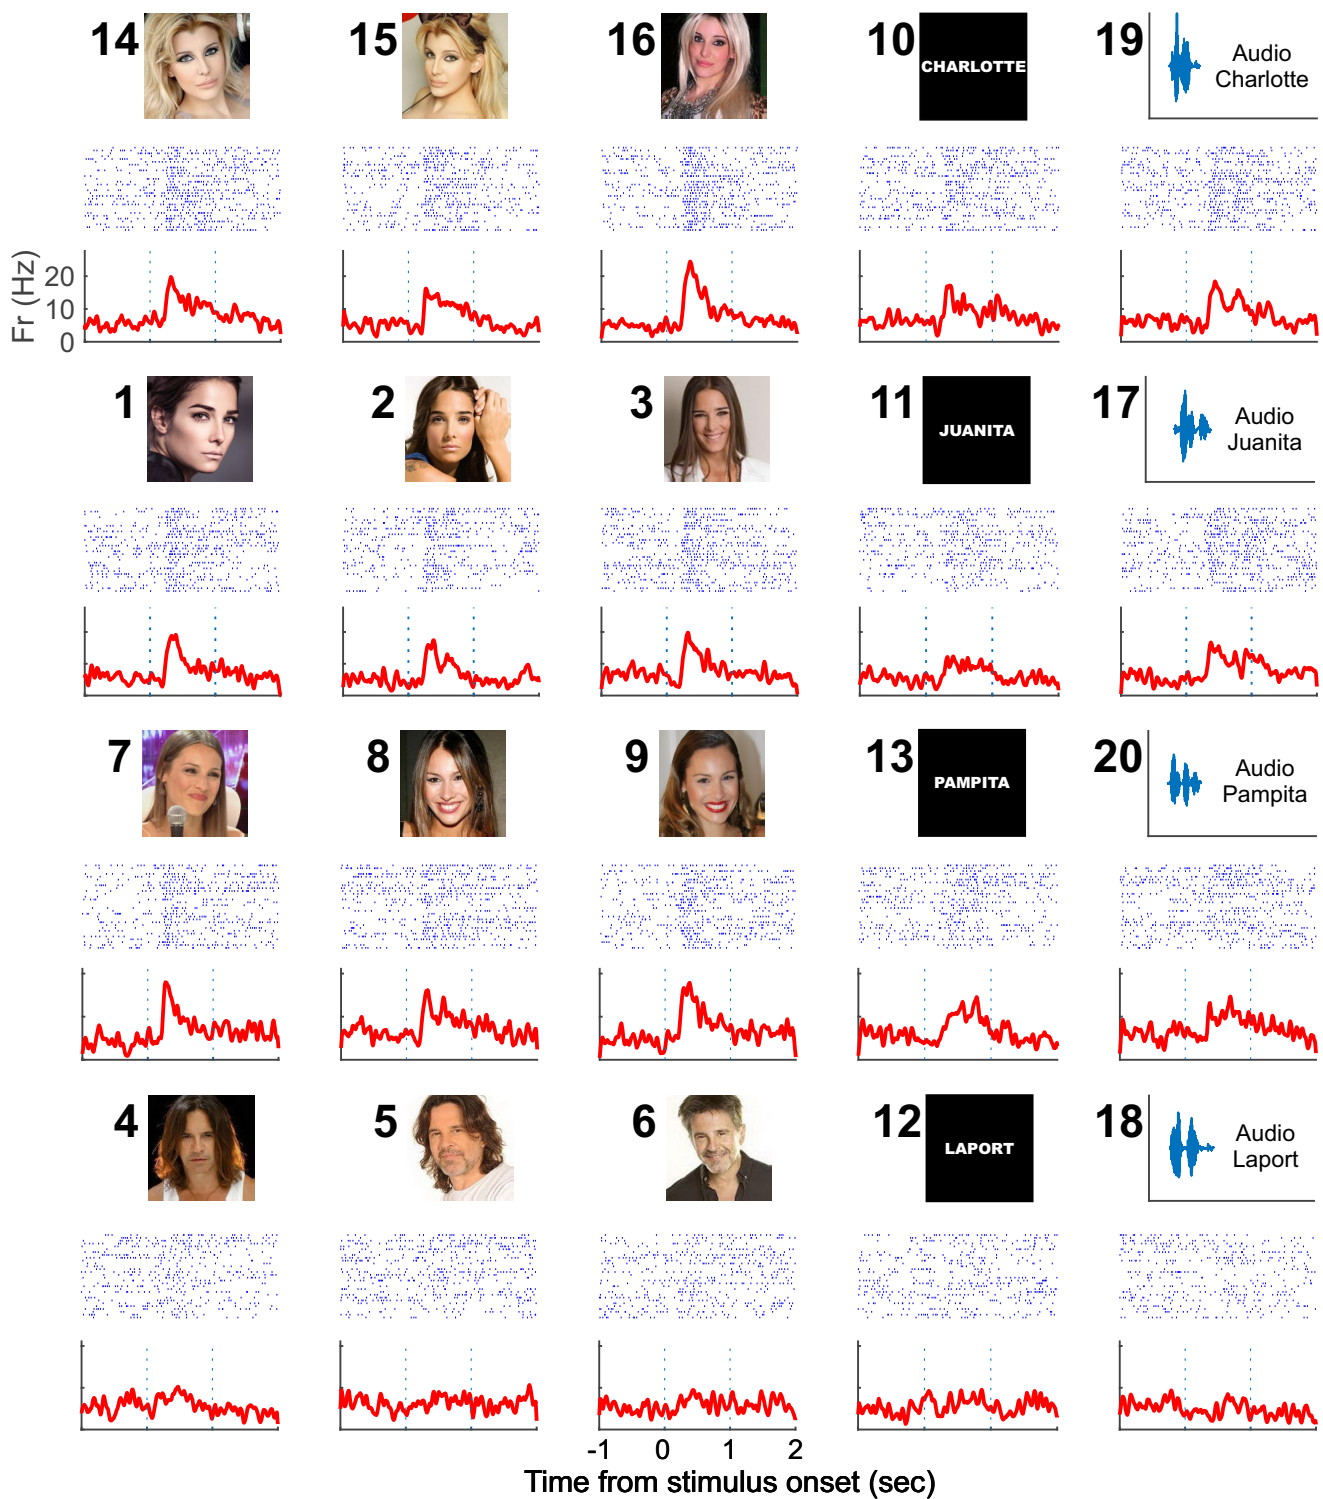 14
15
16
10
CHARLOTTE
19
Audio
Charlotte
Fr (Hz)
20
10
0
1
2
3
11
JUANITA
17
Audio
Juanita
7
8
9
13
PAMPITA
20
Audio
Pampita
4
5
6
12
LAPORT
18
Audio
Laport
-1 0 1 2
Time from stimulus onset (sec)